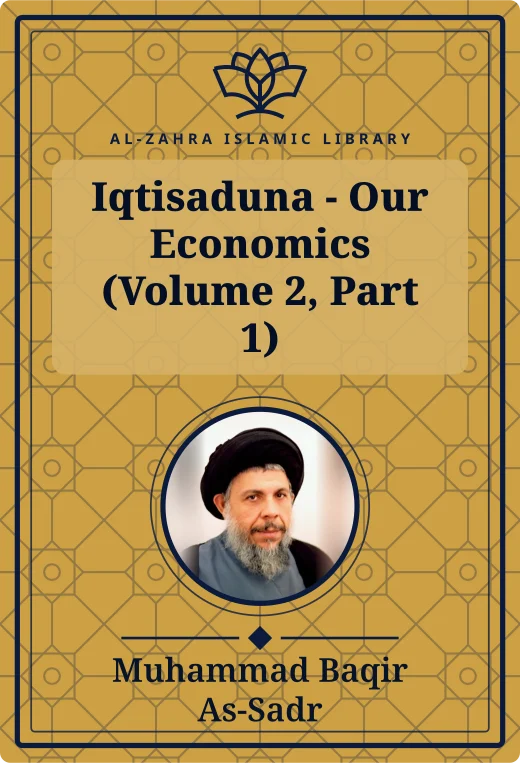 AL-ZAHRA ISLAMIC LIBRARY
Iqtisaduna - Our
Economics
(Volume 2, Part
1)
Muhammad Baqir
As-Sadr